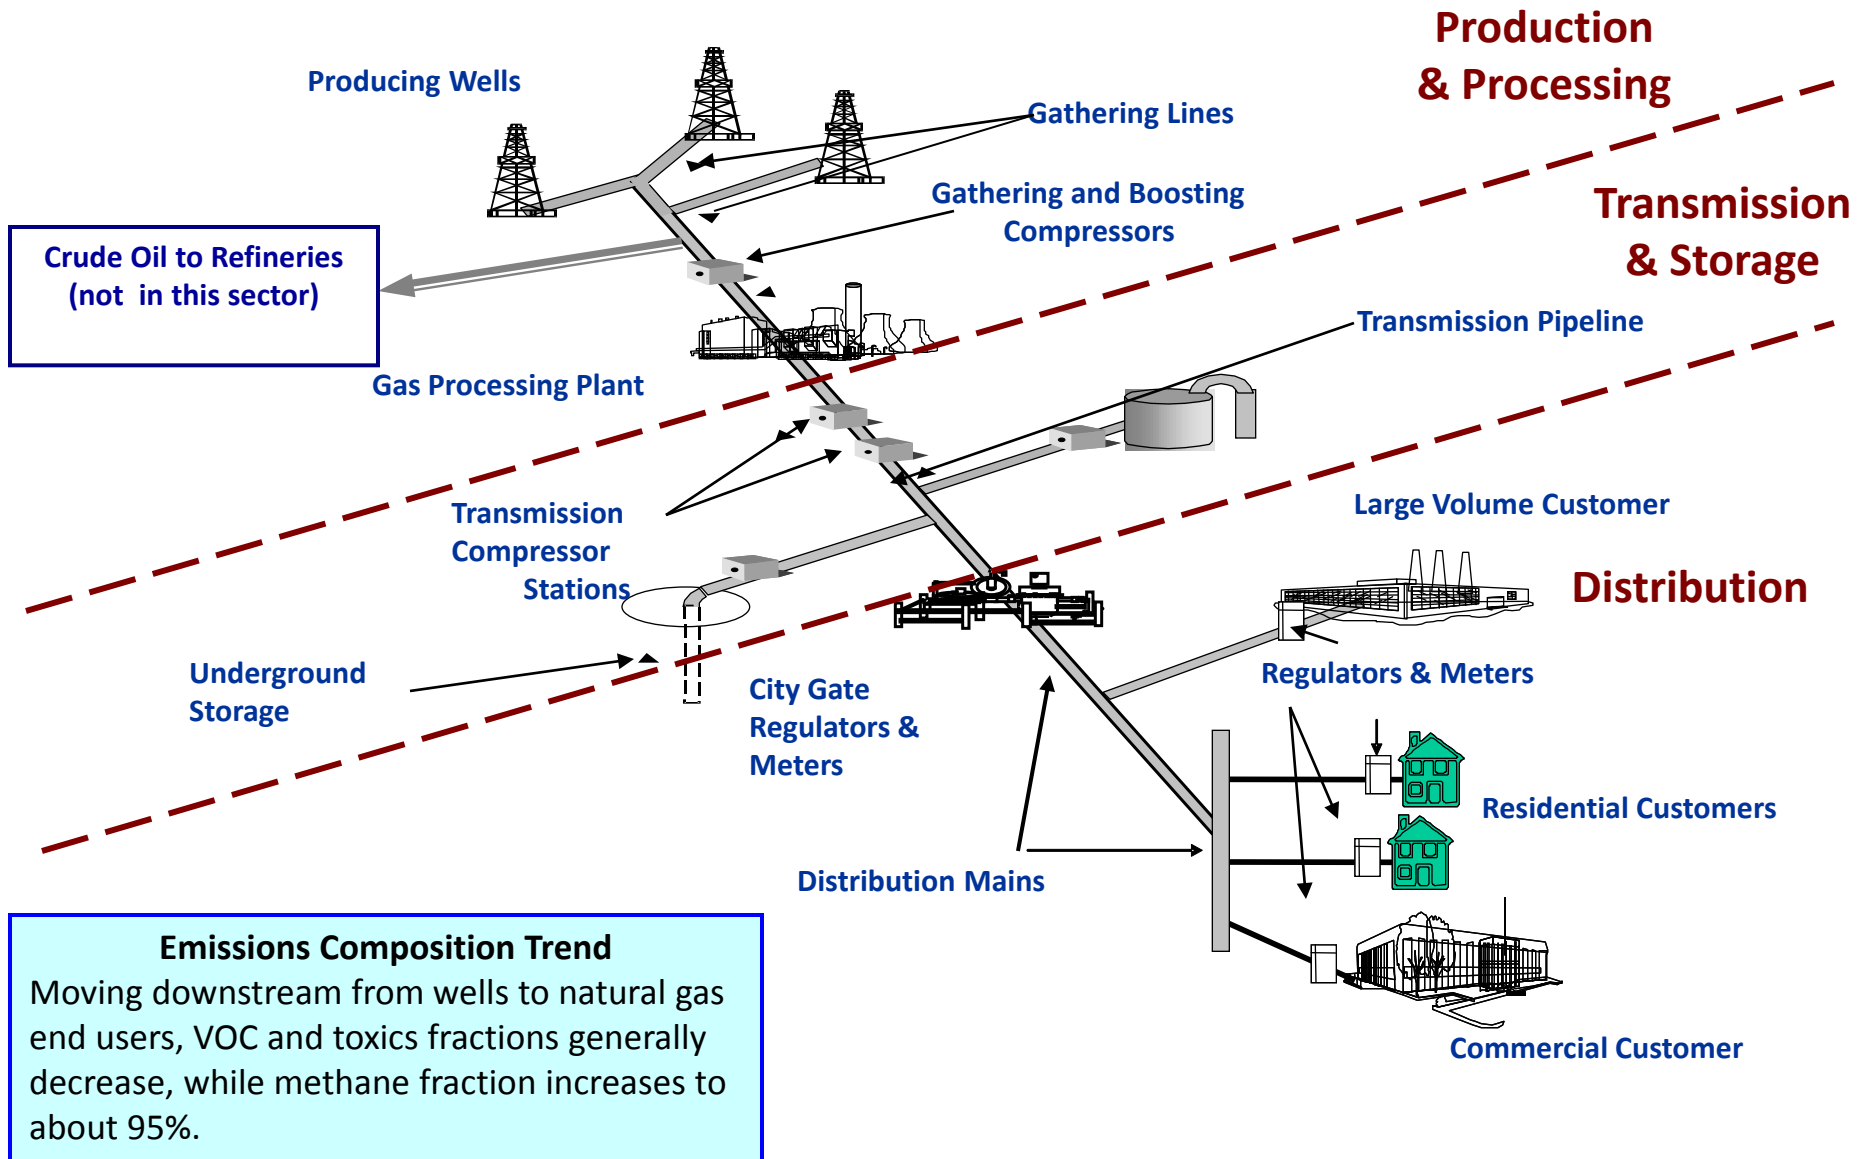 Production
& Processing
Producing Wells
Gathering Lines
Gathering and Boosting
Compressors
Transmission
& Storage
Crude Oil to Refineries
(not  in this sector)
Transmission Pipeline
Gas Processing Plant
Large Volume Customer
Transmission
Compressor
Stations
Distribution
Underground
Storage
City Gate
Regulators &
Meters
Regulators & Meters
Residential Customers
Distribution Mains
Emissions Composition Trend
Moving downstream from wells to natural gas
end users, VOC and toxics fractions generally
decrease, while methane fraction increases to
about 95%.
Commercial Customer